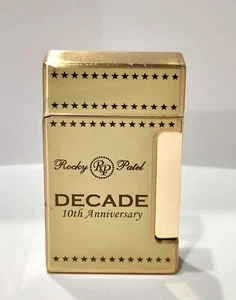 Rocky RP Patel
DECADE
10th Anniversary